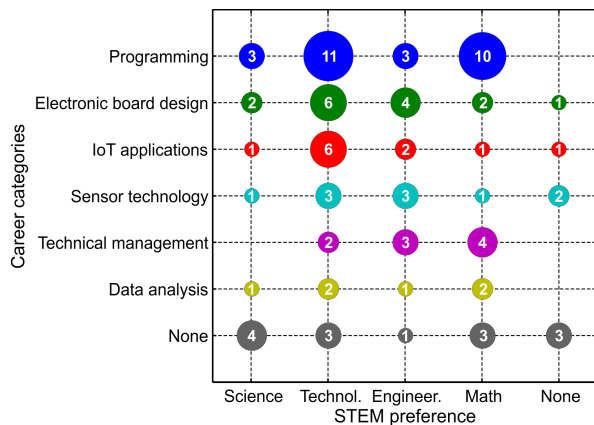 Programming 3 11 3 10
Electronic board design 2 6 4 2 1
IoT applications 1 6 2 1 1
Sensor technology 1 3 3 1 2
Technical management 2 3 4
Data analysis 1 2 1 2
None 4 3 1 3 3
Career categories
Science Technol. Engineer. Math None
STEM preference